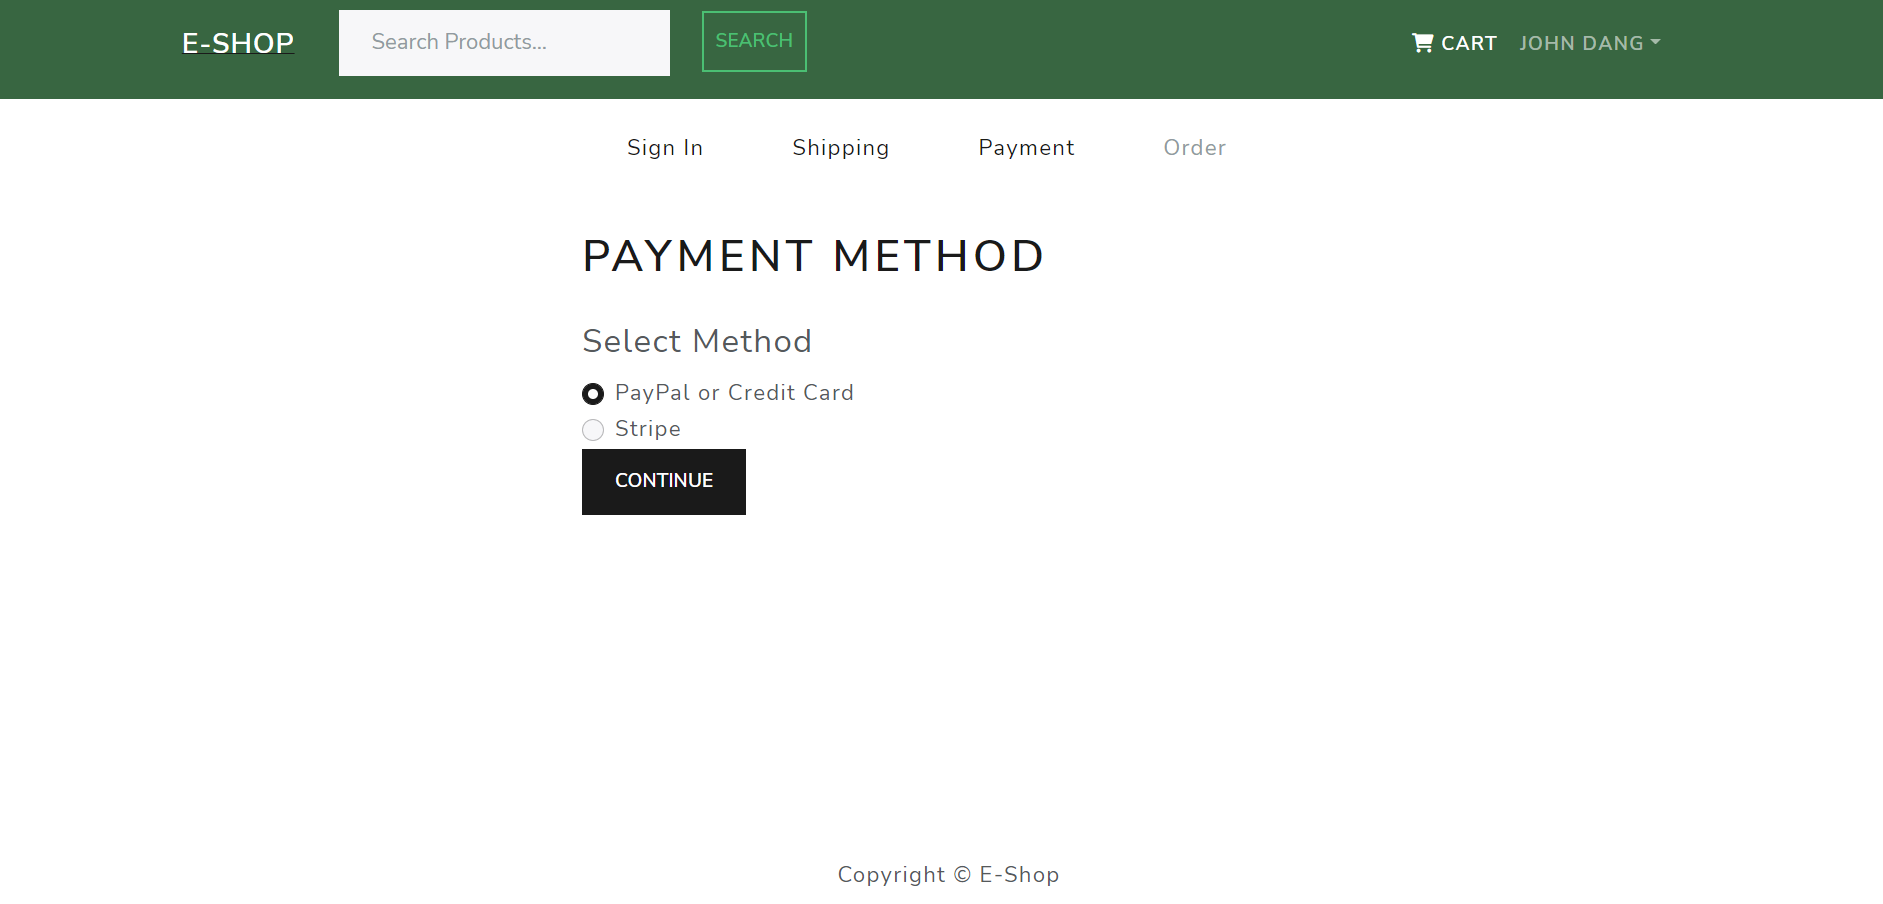 E-SHOP Search Products... SEARCH CART JOHN DANG
Sign In Shipping Payment Order
PAYMENT METHOD
Select Method
PayPal or Credit Card
Stripe
CONTINUE
Copyright © E-Shop